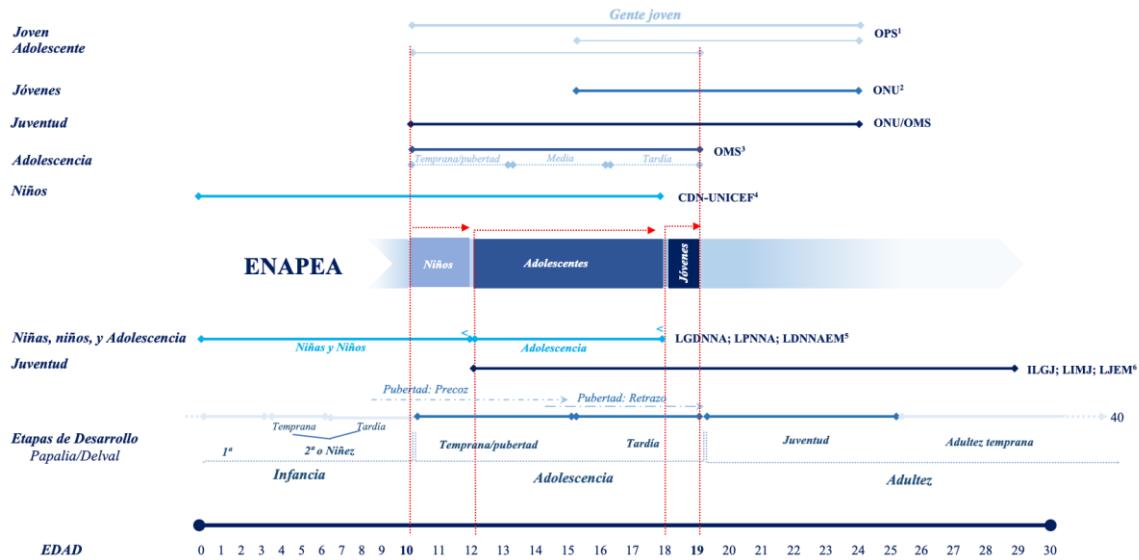 Gente joven
Joven
Adolescente
OPS¹
Jóvenes
ONU²
Juventud
ONU/OMS
Adolescencia
OMS³
Temprana/pubertad Media Tardía
Niños
CDN-UNICEF⁴
ENAPEA
Niños
Adolescentes
Jóvenes
Niñas, niños, y Adolescencia
< <
LGDNNA; LPNNA; LDNNAEM⁵
Niñas y Niños
Adolescencia
Juventud
ILGJ; LIMJ; LJEM⁶
Pubertad: Precoz
Pubertad: Retrazo
40
Etapas de Desarrollo
Papalia/Delval
Temprana Tardía
1ª 2ª o Niñez
Temprana/pubertad Tardía
Juventud
Adultez temprana
Infancia
Adolescencia
Adultez
EDAD
0 1 2 3 4 5 6 7 8 9 10 11 12 13 14 15 16 17 18 19 20 21 22 23 24 25 26 27 28 29 30